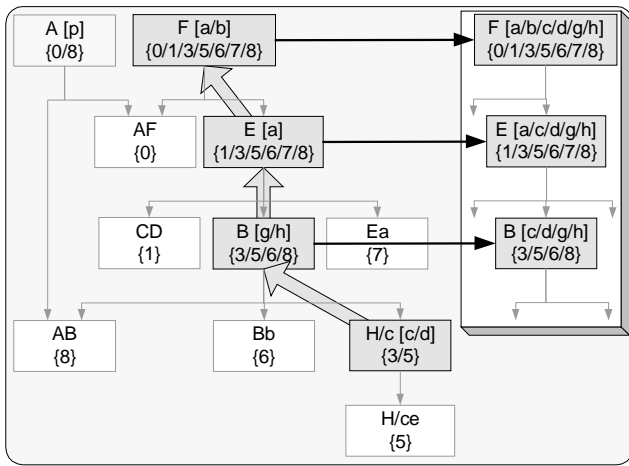 A [p]
{0/8}
F [a/b]
{0/1/3/5/6/7/8}
F [a/b/c/d/g/h]
{0/1/3/5/6/7/8}
AF
{0}
E [a]
{1/3/5/6/7/8}
E [a/c/d/g/h]
{1/3/5/6/7/8}
CD
{1}
B [g/h]
{3/5/6/8}
Ea
{7}
B [c/d/g/h]
{3/5/6/8}
AB
{8}
Bb
{6}
H/c [c/d]
{3/5}
H/ce
{5}